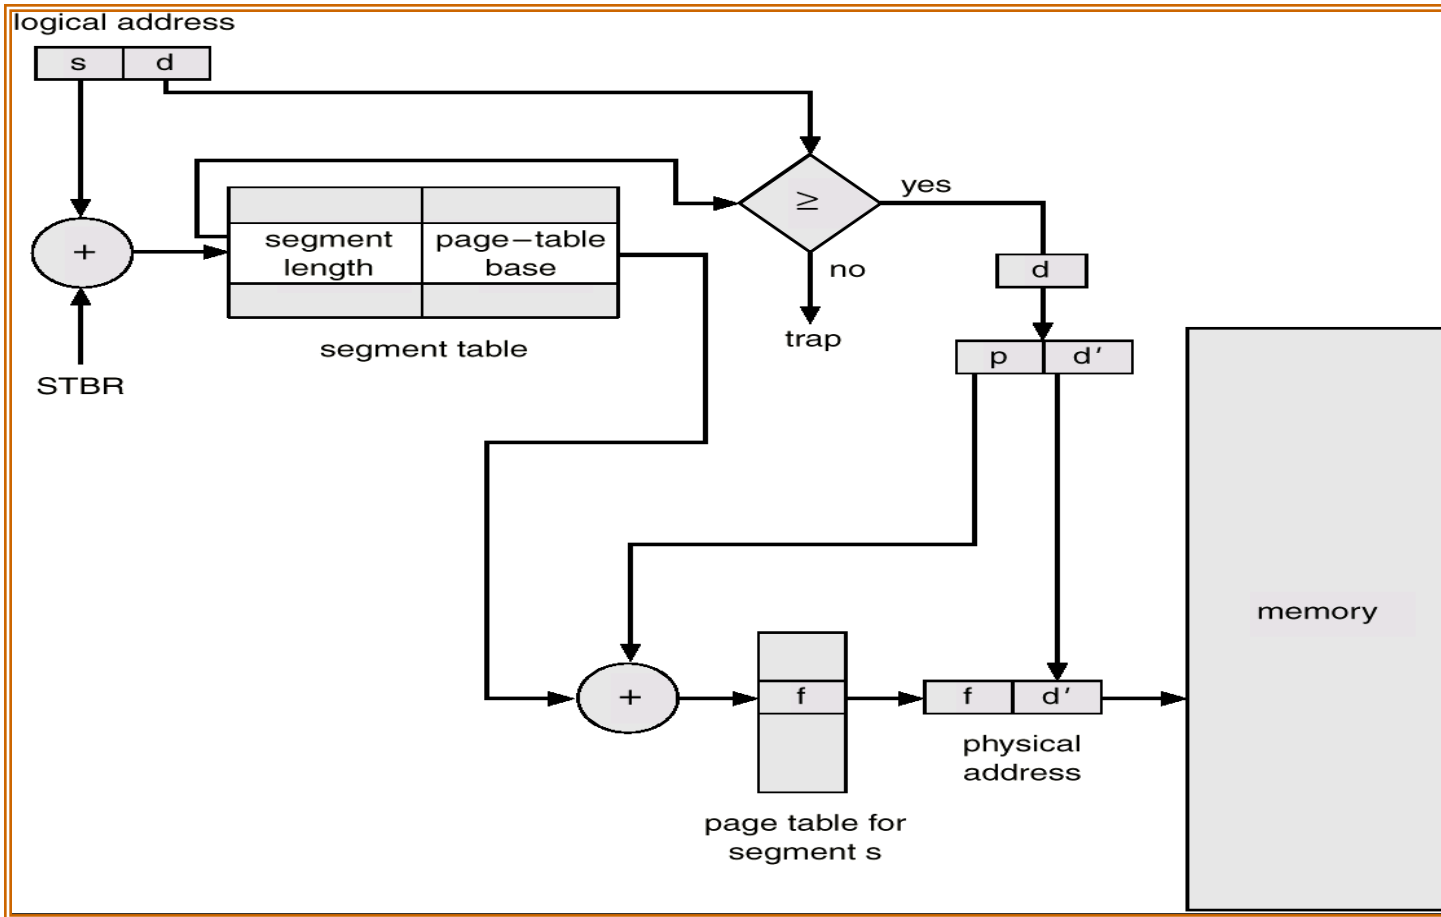 logical address
s d
≥
yes
+
segment length
page−table base
no
d
segment table
trap
p d′
STBR
memory
+
f
f d′
physical
address
page table for
segment s